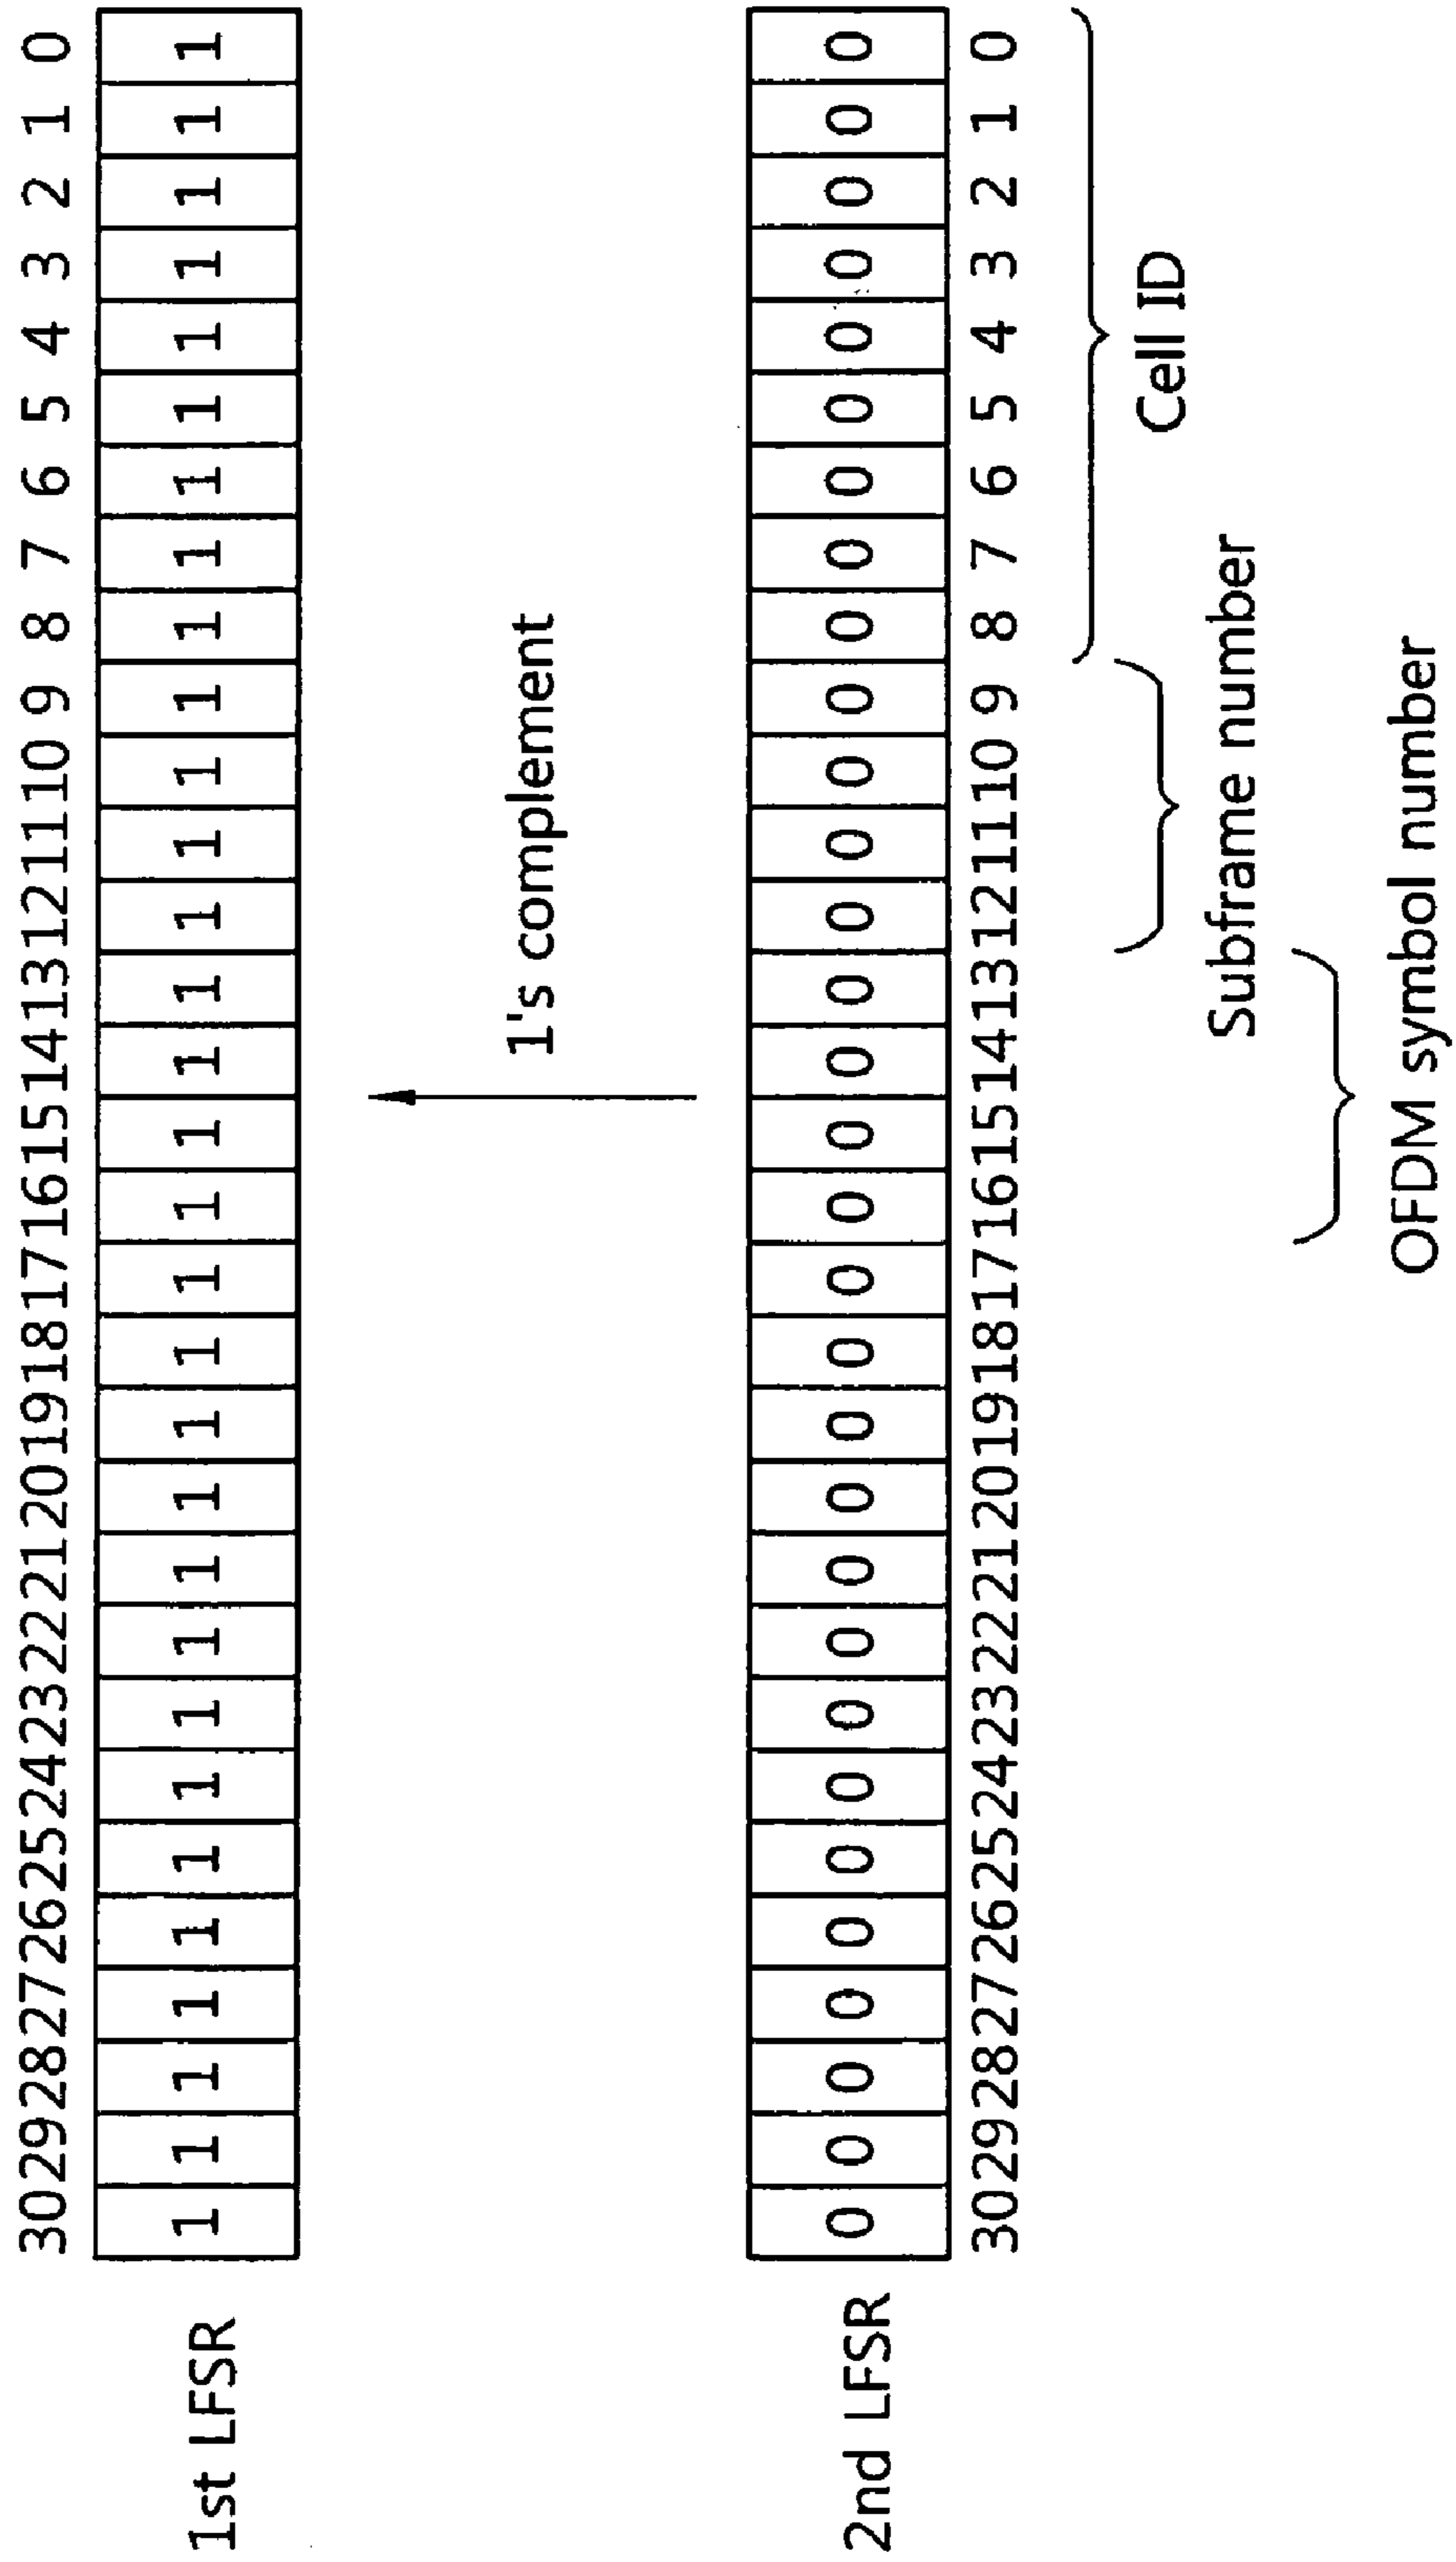 30 29 28 27 26 25 24 23 22 21 20 19 18 17 16 15 14 13 12 11 10 9 8 7 6 5 4 3 2 1 0
1st LFSR 1 1 1 1 1 1 1 1 1 1 1 1 1 1 1 1 1 1 1 1 1 1 1 1 1 1 1 1 1 1 1
1's complement
2nd LFSR 0 0 0 0 0 0 0 0 0 0 0 0 0 0 0 0 0 0 0 0 0 0 0 0 0 0 0 0 0 0 0
30 29 28 27 26 25 24 23 22 21 20 19 18 17 16 15 14 13 12 11 10 9 8 7 6 5 4 3 2 1 0
Cell ID
Subframe number
OFDM symbol number